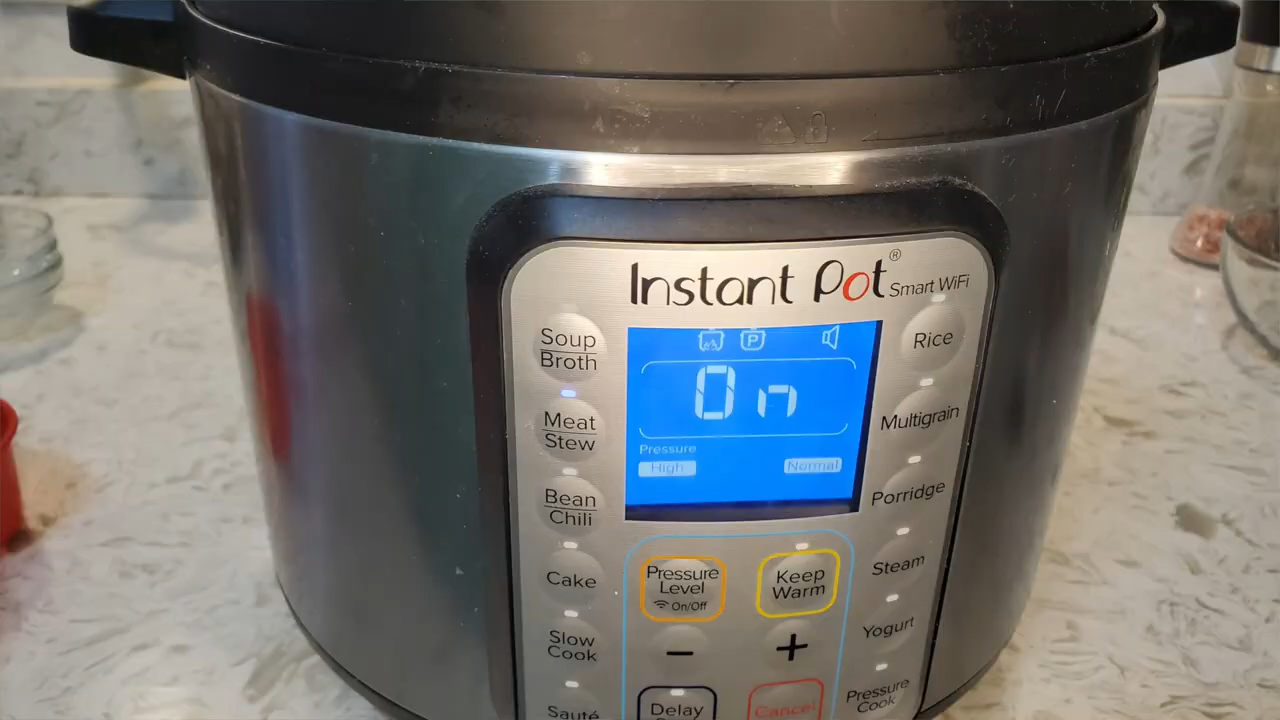 Instant Pot® Smart WiFi
Soup
Broth
Meat
Stew
Bean
Chili
Cake
Slow
Cook
Sauté
P
On
Pressure
High
Normal
Pressure
Level
On/Off
Keep
Warm
−
+
Delay
Cancel
Rice
Multigrain
Porridge
Steam
Yogurt
Pressure
Cook